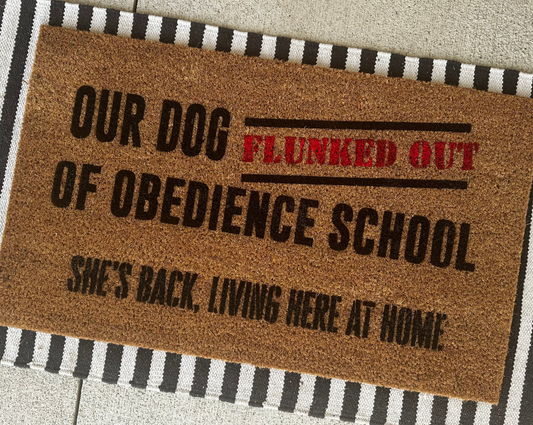 OUR DOG FLUNKED OUT
OF OBEDIENCE SCHOOL
SHE'S BACK, LIVING HERE AT HOME